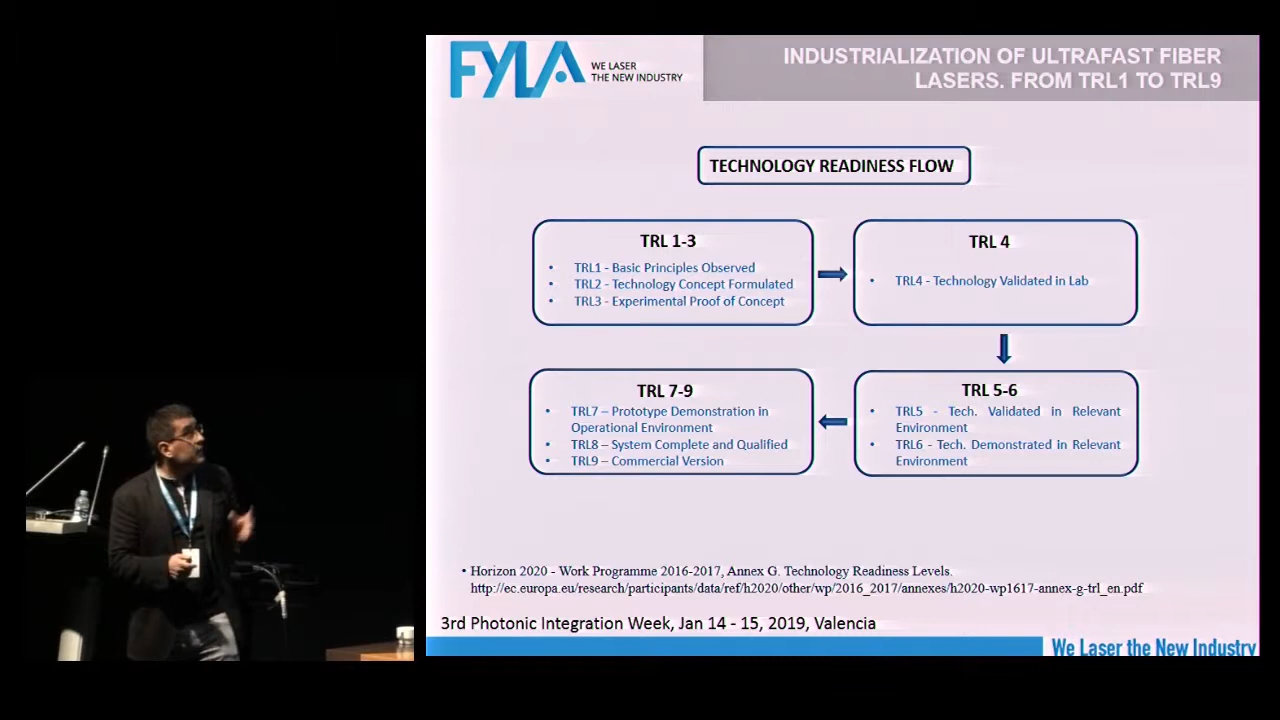 FYLA
WE LASER
THE NEW INDUSTRY
INDUSTRIALIZATION OF ULTRAFAST FIBER
LASERS. FROM TRL1 TO TRL9
TECHNOLOGY READINESS FLOW
TRL 1-3
• TRL1 - Basic Principles Observed
• TRL2 - Technology Concept Formulated
• TRL3 - Experimental Proof of Concept
TRL 4
• TRL4 - Technology Validated in Lab
TRL 7-9
• TRL7 – Prototype Demonstration in
Operational Environment
• TRL8 – System Complete and Qualified
• TRL9 – Commercial Version
TRL 5-6
• TRL5 - Tech. Validated in Relevant
Environment
• TRL6 - Tech. Demonstrated in Relevant
Environment
• Horizon 2020 - Work Programme 2016-2017, Annex G. Technology Readiness Levels.
http://ec.europa.eu/research/participants/data/ref/h2020/other/wp/2016_2017/annexes/h2020-wp1617-annex-g-trl_en.pdf
3rd Photonic Integration Week, Jan 14 - 15, 2019, Valencia
We Laser the New Industry